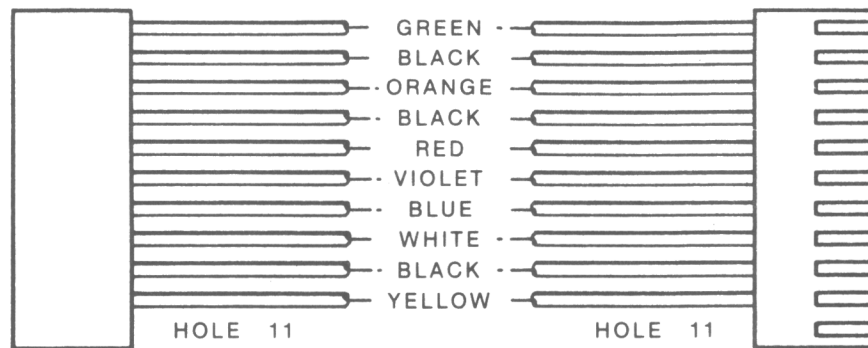 GREEN
BLACK
ORANGE
BLACK
RED
VIOLET
BLUE
WHITE
BLACK
YELLOW
HOLE 11 HOLE 11